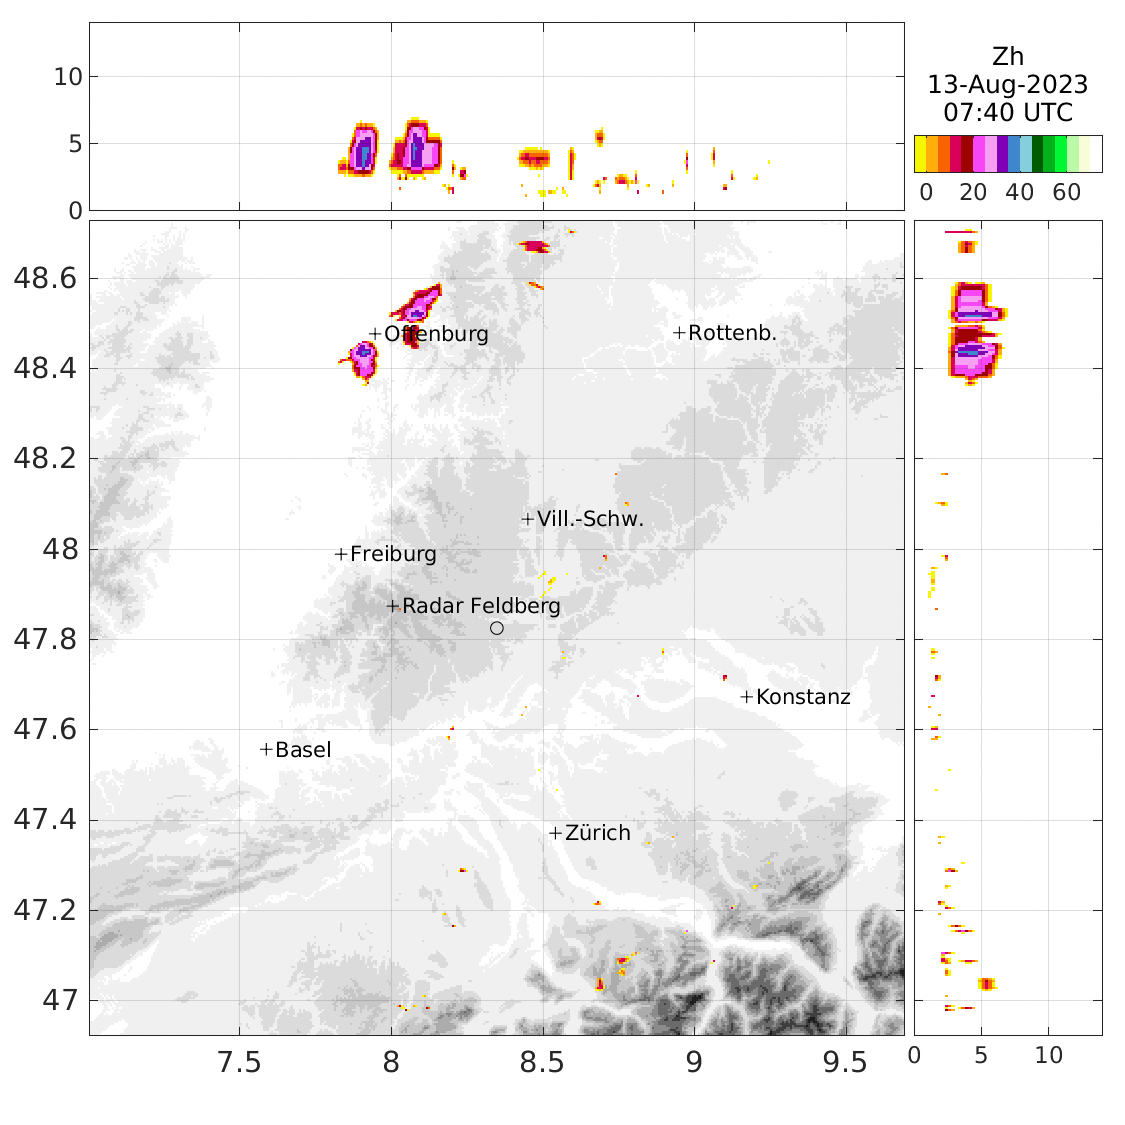 Zh
13-Aug-2023
07:40 UTC
10
5
0
0 20 40 60
48.6
48.4
48.2
48
47.8
47.6
47.4
47.2
47
Offenburg
Rottenb.
Vill.-Schw.
Freiburg
Radar Feldberg
Konstanz
Basel
Zürich
7.5 8 8.5 9 9.5
0 5 10